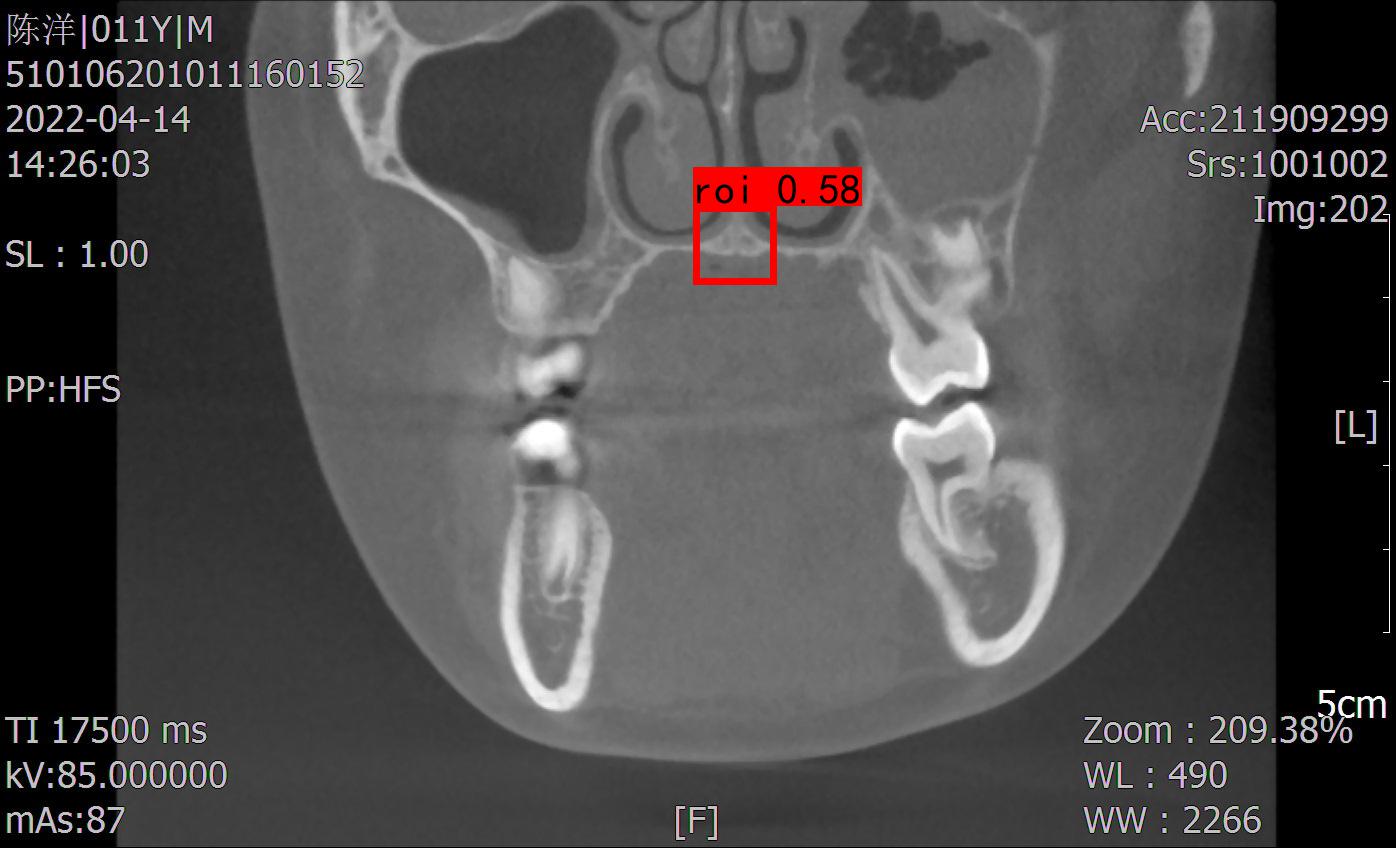 陈洋|011Y|M
510106201011160152
2022-04-14
14:26:03
SL : 1.00
PP:HFS
Acc:211909299
Srs:1001002
Img:202
roi 0.58
[L]
5cm
TI 17500 ms
kV:85.000000
mAs:87
[F]
Zoom : 209.38%
WL : 490
WW : 2266